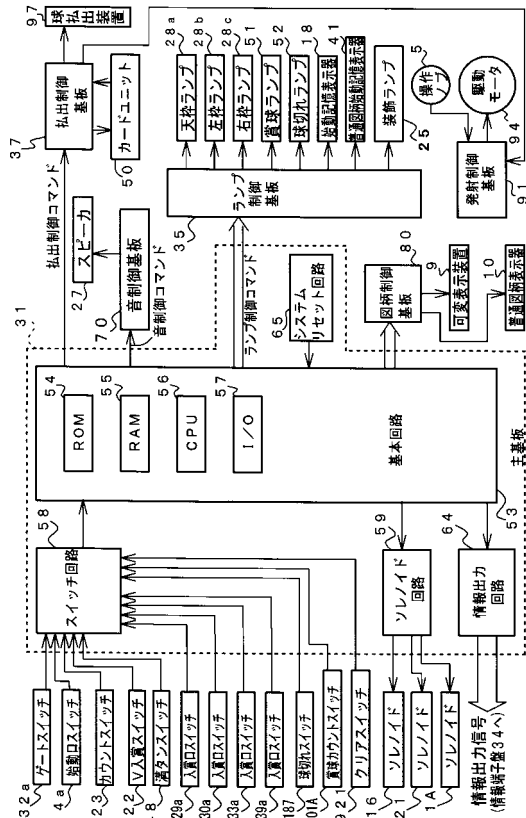 97
球
払出装置
37
払出制御
基板
カードユニット
50
払出制御コマンド
スピーカ
27
音制御基板
70
音制御コマンド
31
ランプ制御コマンド
35
ランプ
制御
基板
天枠ランプ
28a
左枠ランプ
28b
右枠ランプ
28c
賞球ランプ
51
球切れランプ
52
始動記憶表示器
18
普通図柄始動記憶表示器
41
装飾ランプ
25
操作
ノブ
5
駆動
モータ
94
発射制御
基板
91
65
システム
リセット回路
図柄制御
基板
80
可変表示装置
9
普通図柄表示器
10
ROM
54
RAM
55
CPU
56
I/O
57
基本回路
53
主基板
58
スイッチ回路
59
ソレノイド
回路
64
情報出力
回路
32a
ゲートスイッチ
4a
始動口スイッチ
23
カウントスイッチ
22
V入賞スイッチ
48
満タンスイッチ
29a
入賞口スイッチ
30a
入賞口スイッチ
33a
入賞口スイッチ
39a
入賞口スイッチ
187
球切れスイッチ
01A
賞球カウントスイッチ
921
クリアスイッチ
16
ソレノイド
21
ソレノイド
1A
ソレノイド
情報出力信号
(情報端子盤34へ)